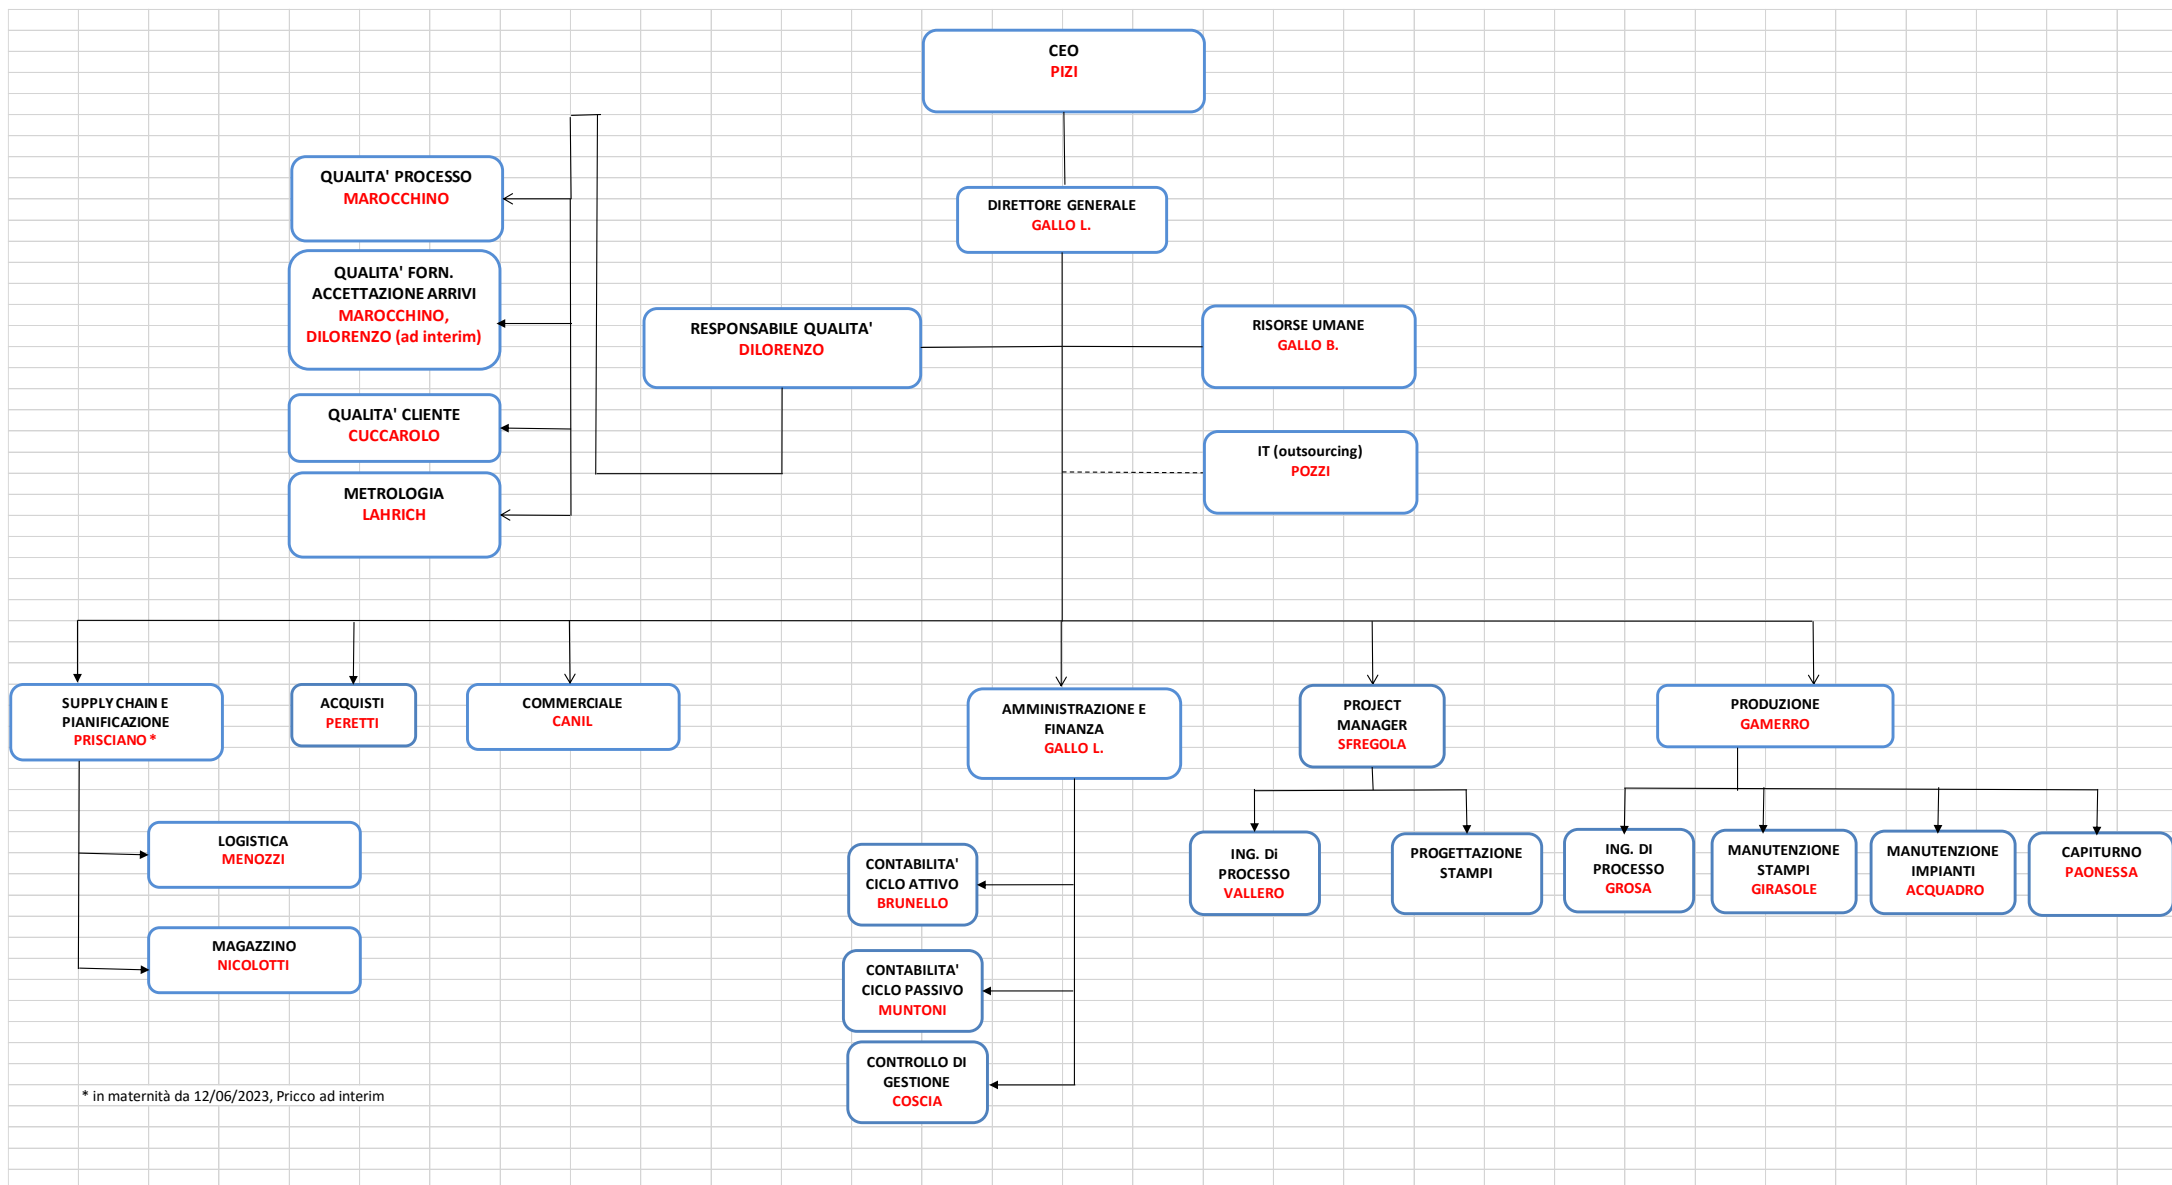 CEO
PIZI
DIRETTORE GENERALE
GALLO L.
QUALITA' PROCESSO
MAROCCHINO
QUALITA' FORN.
ACCETTAZIONE ARRIVI
MAROCCHINO,
DILORENZO (ad interim)
RESPONSABILE QUALITA'
DILORENZO
RISORSE UMANE
GALLO B.
QUALITA' CLIENTE
CUCCAROLO
IT (outsourcing)
POZZI
METROLOGIA
LAHRICH
SUPPLY CHAIN E
PIANIFICAZIONE
PRISCIANO *
ACQUISTI
PERETTI
COMMERCIALE
CANIL
AMMINISTRAZIONE E
FINANZA
GALLO L.
PROJECT
MANAGER
SFREGOLA
PRODUZIONE
GAMERRO
LOGISTICA
MENOZZI
MAGAZZINO
NICOLOTTI
CONTABILITA'
CICLO ATTIVO
BRUNELLO
CONTABILITA'
CICLO PASSIVO
MUNTONI
CONTROLLO DI
GESTIONE
COSCIA
ING. Di
PROCESSO
VALLERO
PROGETTAZIONE
STAMPI
ING. DI
PROCESSO
GROSA
MANUTENZIONE
STAMPI
GIRASOLE
MANUTENZIONE
IMPIANTI
ACQUADRO
CAPITURNO
PAONESSA
* in maternità da 12/06/2023, Pricco ad interim